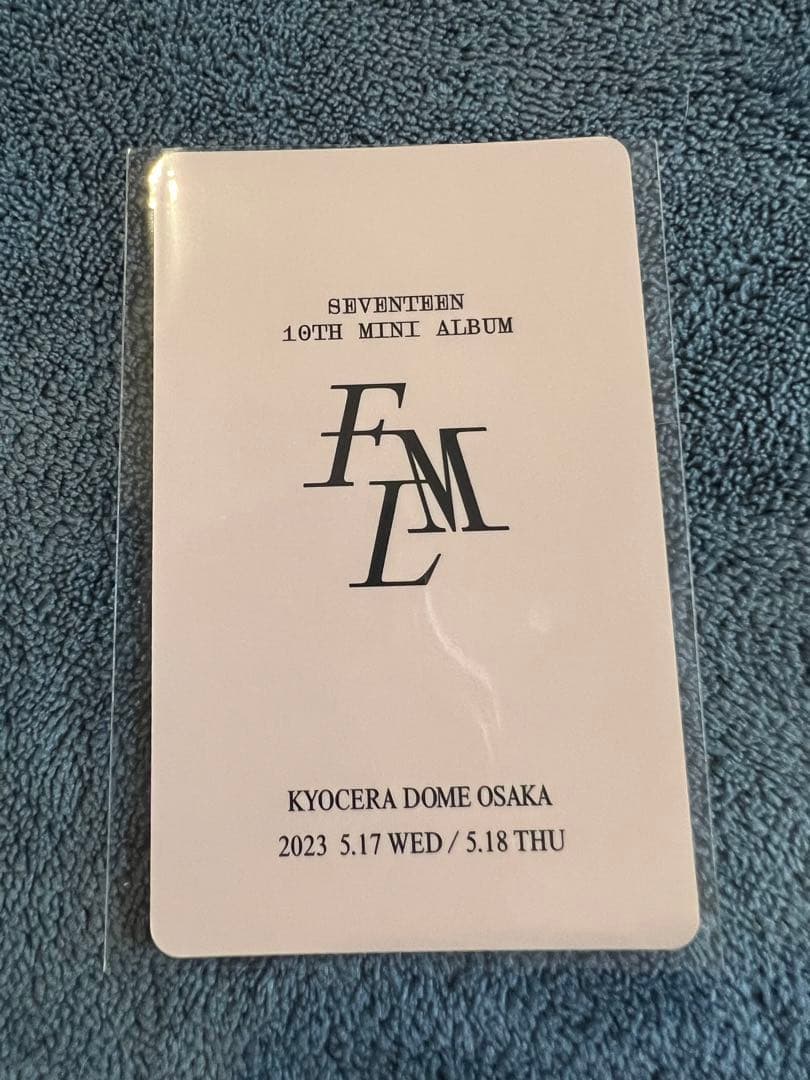 SEVENTEEN
10TH MINI ALBUM
FML
KYOCERA DOME OSAKA
2023 5.17 WED / 5.18 THU